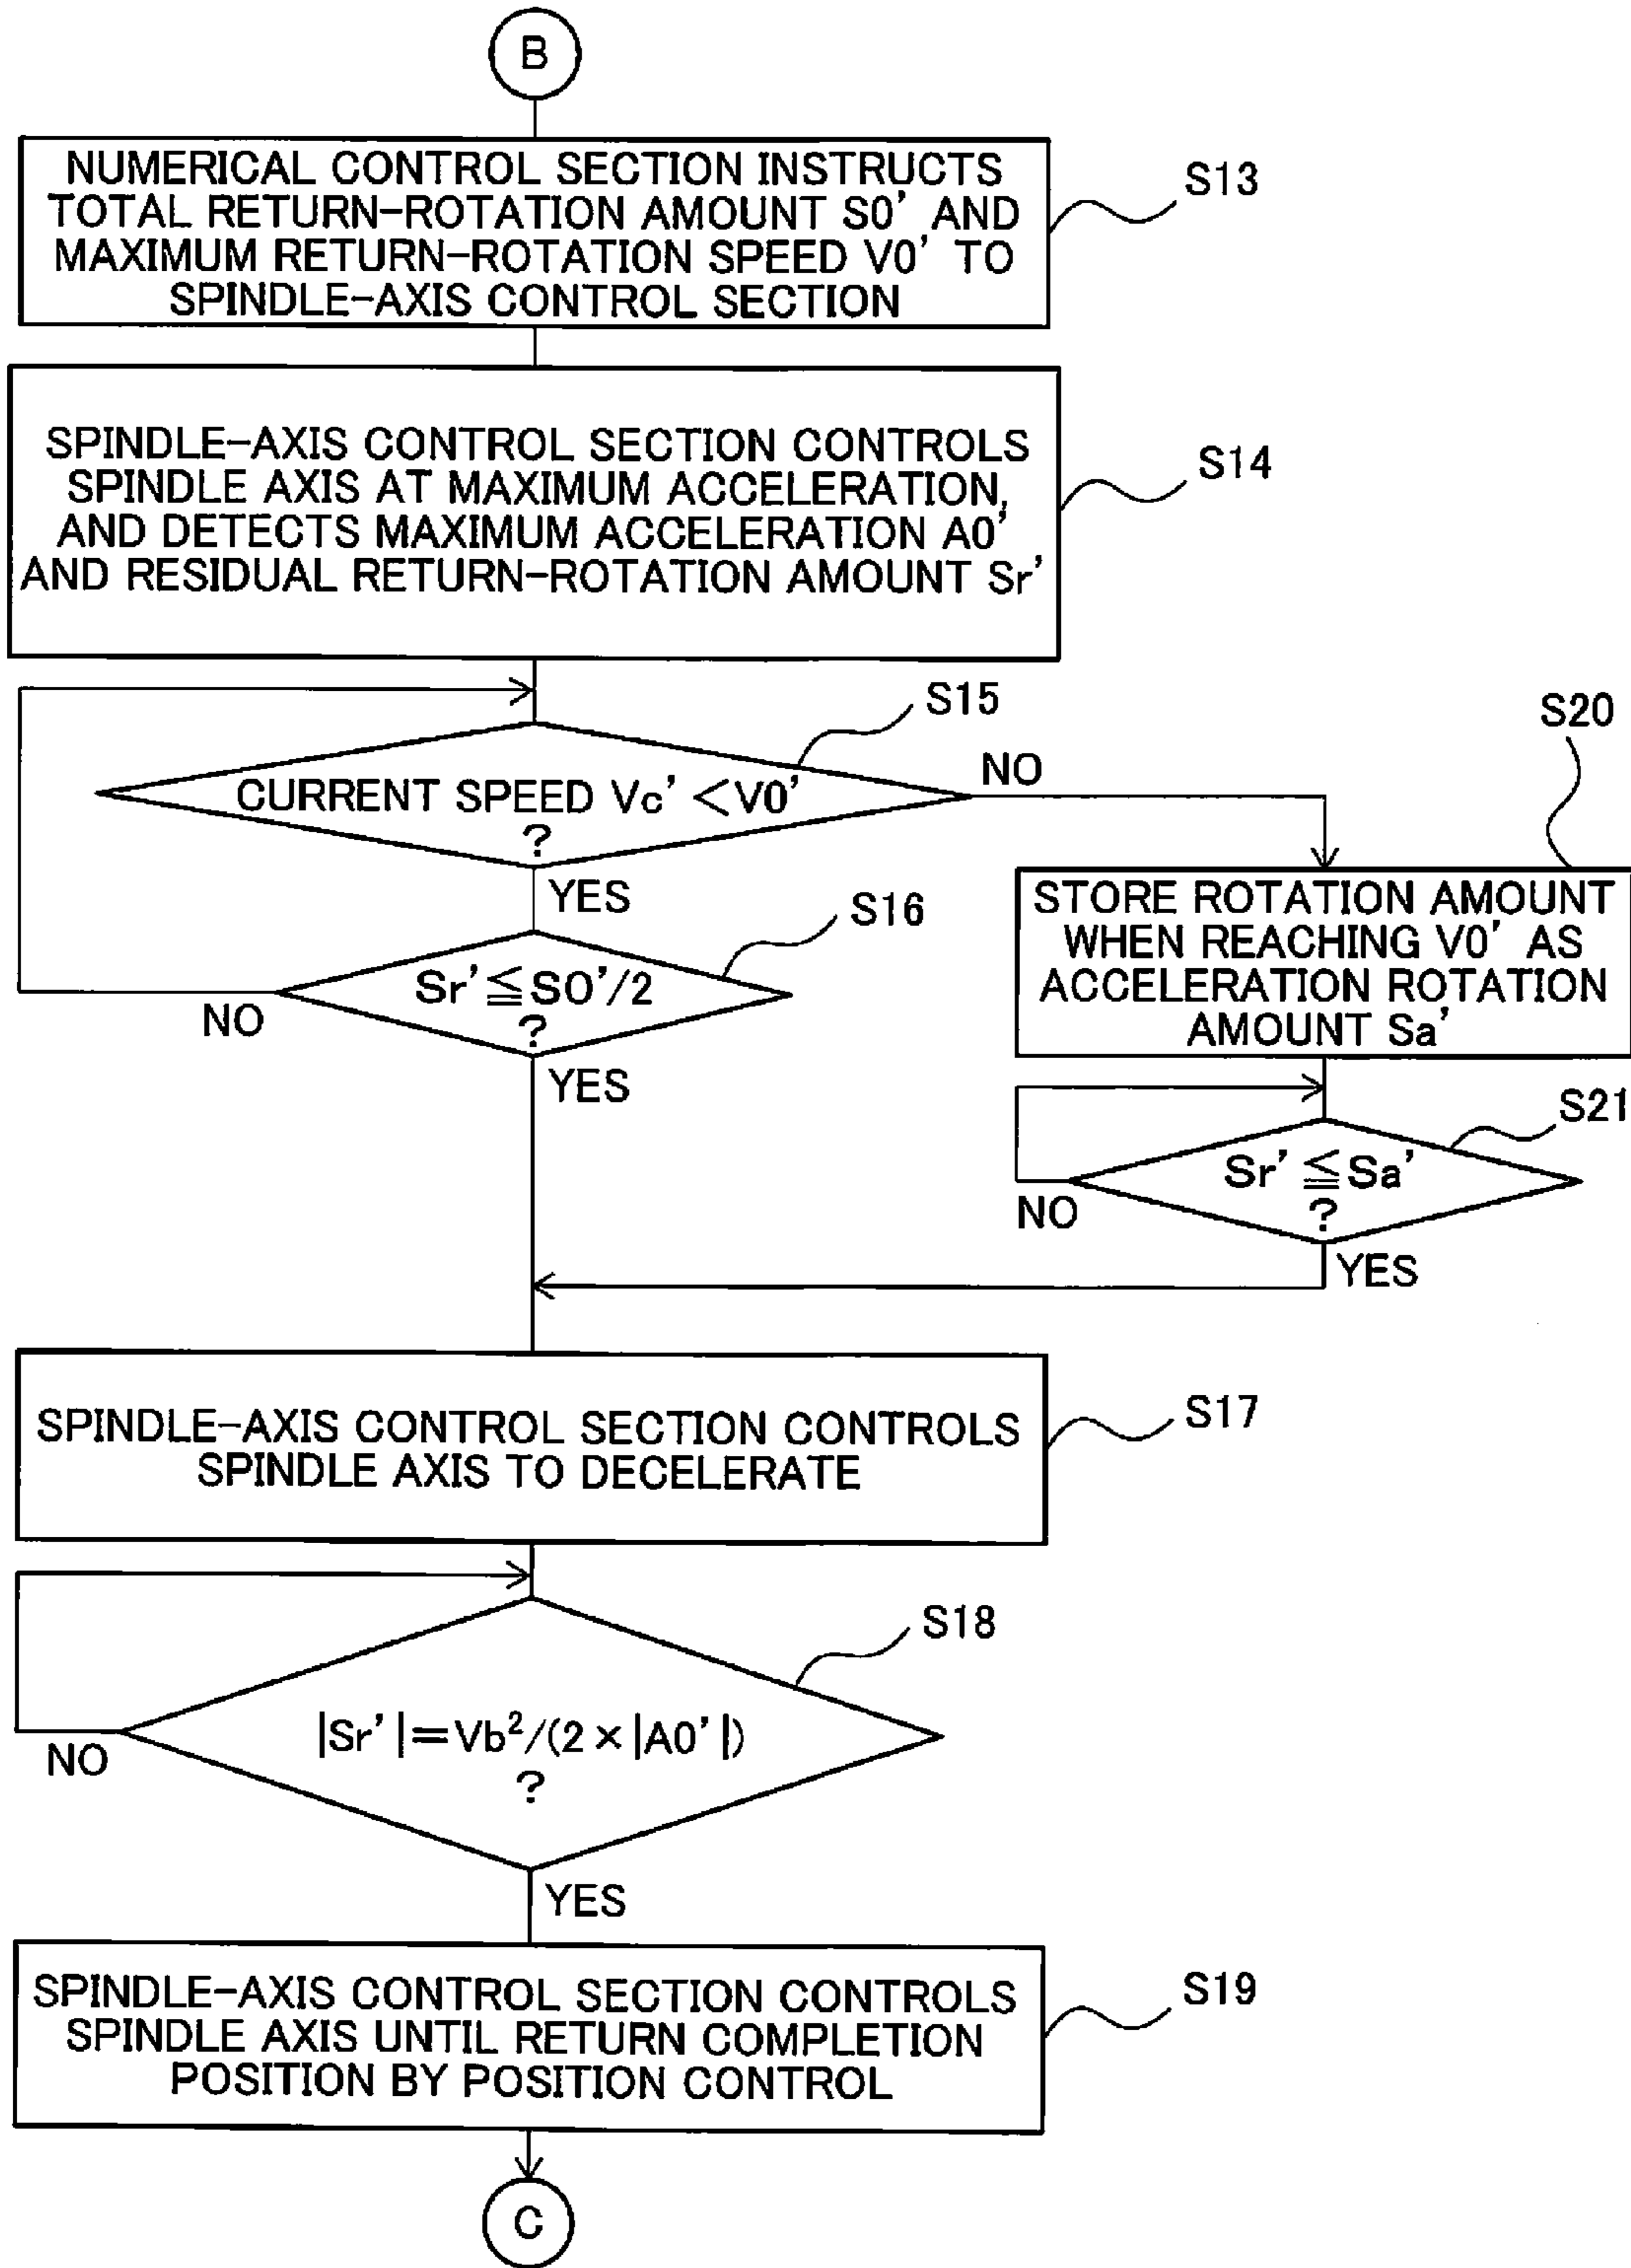 B
NUMERICAL CONTROL SECTION INSTRUCTS
TOTAL RETURN-ROTATION AMOUNT S0' AND
MAXIMUM RETURN-ROTATION SPEED V0' TO
SPINDLE-AXIS CONTROL SECTION
S13
SPINDLE-AXIS CONTROL SECTION CONTROLS
SPINDLE AXIS AT MAXIMUM ACCELERATION,
AND DETECTS MAXIMUM ACCELERATION A0'
AND RESIDUAL RETURN-ROTATION AMOUNT Sr'
S14
S15
CURRENT SPEED Vc' <V0'
?
NO
YES
S20
STORE ROTATION AMOUNT
WHEN REACHING V0' AS
ACCELERATION ROTATION
AMOUNT Sa'
S16
Sr' ≦ S0'/2
?
NO
YES
S21
Sr' ≦ Sa'
?
NO
YES
SPINDLE-AXIS CONTROL SECTION CONTROLS
SPINDLE AXIS TO DECELERATE
S17
S18
|Sr'|=Vb²/(2×|A0'|)
?
NO
YES
SPINDLE-AXIS CONTROL SECTION CONTROLS
SPINDLE AXIS UNTIL RETURN COMPLETION
POSITION BY POSITION CONTROL
S19
C